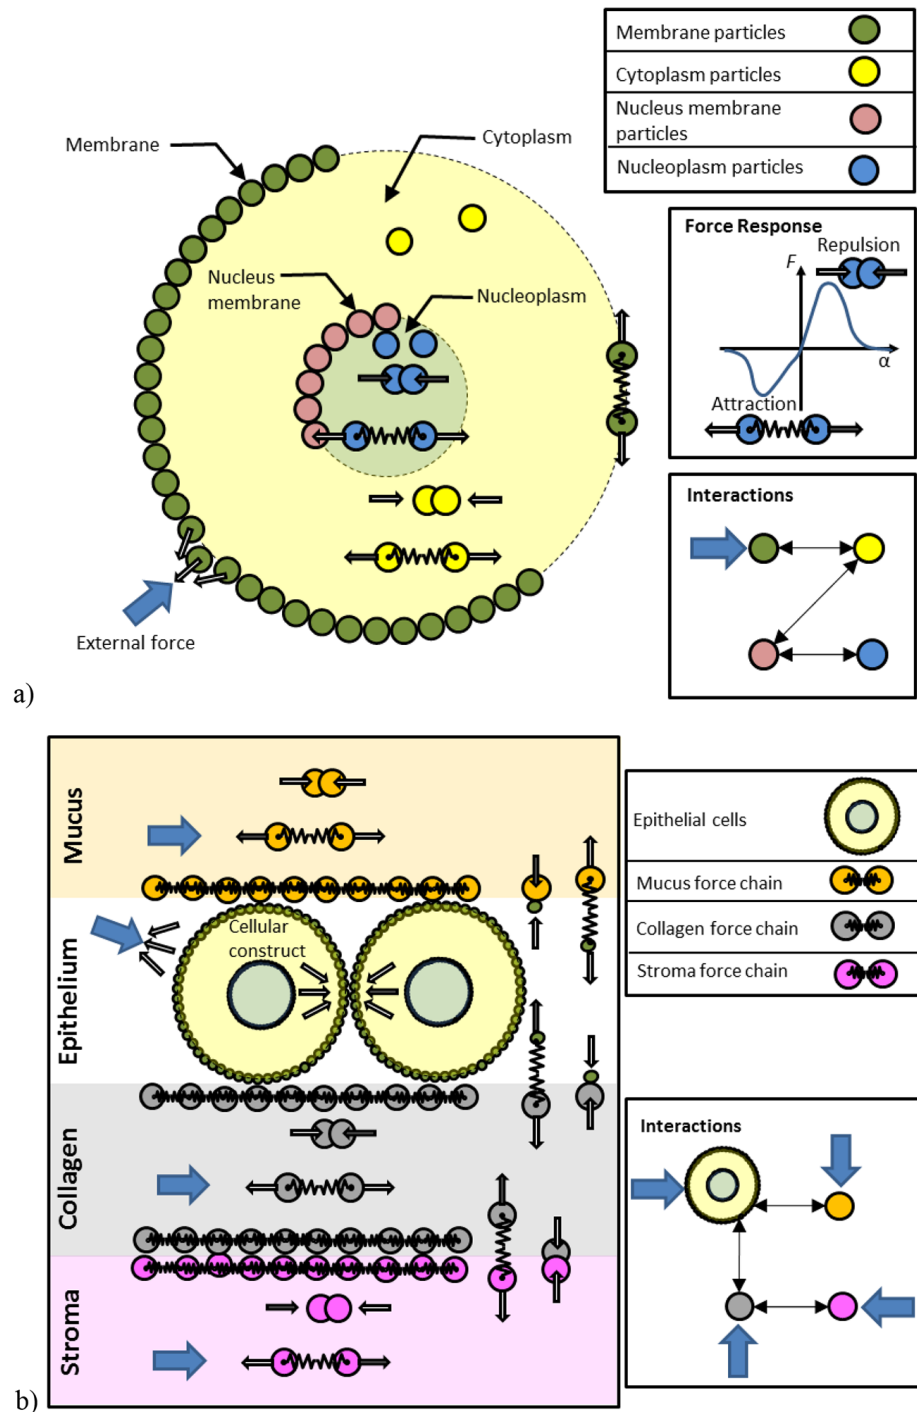 Membrane particles
Cytoplasm particles
Nucleus membrane
particles
Nucleoplasm particles
Membrane
Cytoplasm
Nucleus
membrane
Nucleoplasm
External force
Force Response
Repulsion
F
α
Attraction
Interactions
a)
Mucus
Epithelium
Collagen
Stroma
Cellular
construct
Epithelial cells
Mucus force chain
Collagen force chain
Stroma force chain
Interactions
b)